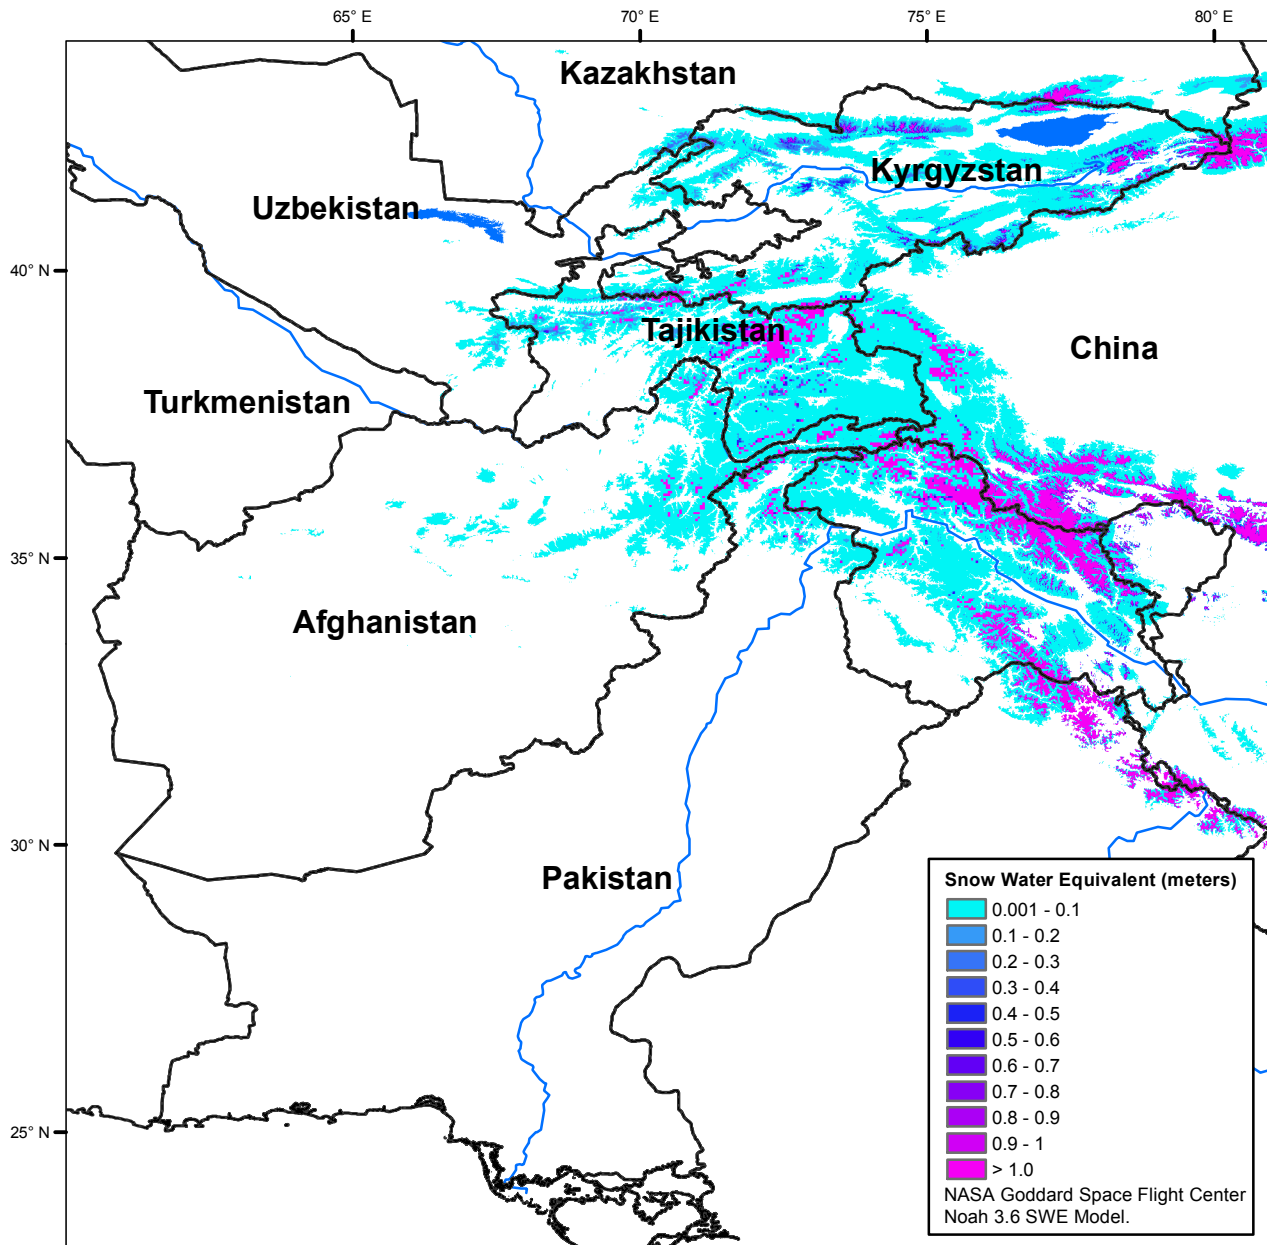 65° E
70° E
75° E
80° E
Kazakhstan
Kyrgyzstan
Uzbekistan
40° N
Tajikistan
China
Turkmenistan
35° N
Afghanistan
30° N
Pakistan
25° N
Snow Water Equivalent (meters)
0.001 - 0.1
0.1 - 0.2
0.2 - 0.3
0.3 - 0.4
0.4 - 0.5
0.5 - 0.6
0.6 - 0.7
0.7 - 0.8
0.8 - 0.9
0.9 - 1
> 1.0
NASA Goddard Space Flight Center
Noah 3.6 SWE Model.